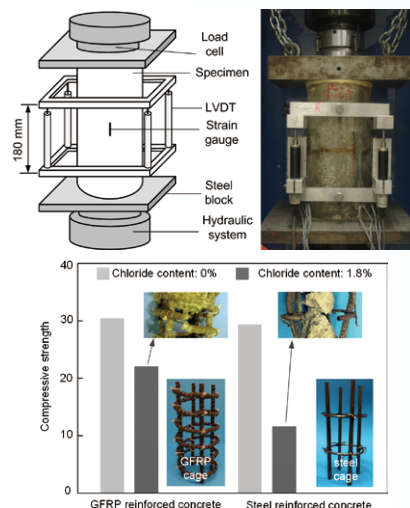 Load
cell
Specimen
LVDT
Strain
gauge
180 mm
Steel
block
Hydraulic
system
Compressive strength
40
30
20
10
0
Chloride content: 0%
Chloride content: 1.8%
GFRP
cage
steel
cage
GFRP reinforced concrete
Steel reinforced concrete